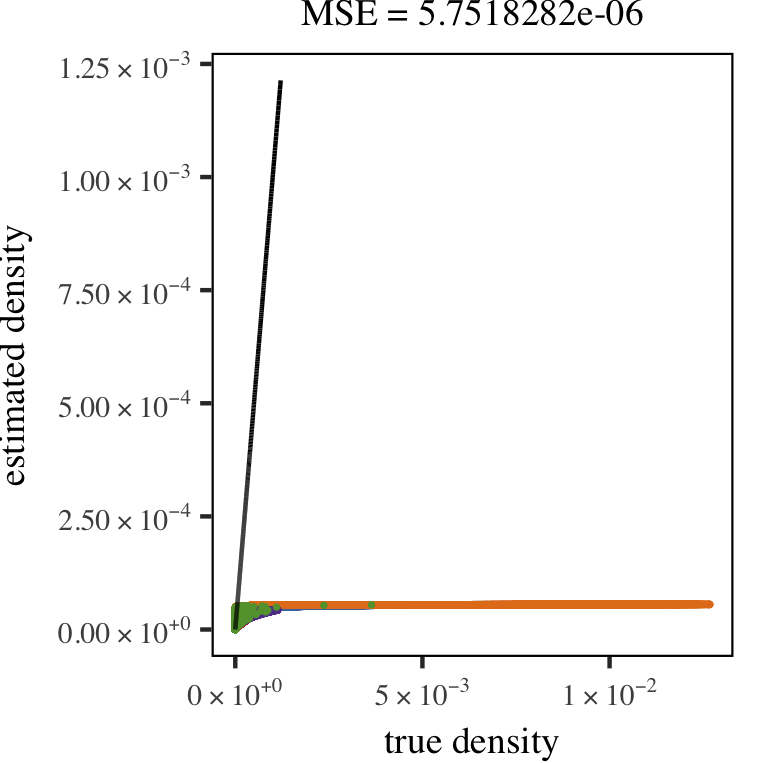 MSE = 5.7518282e-06
1.25 × 10⁻³
1.00 × 10⁻³
7.50 × 10⁻⁴
5.00 × 10⁻⁴
2.50 × 10⁻⁴
0.00 × 10⁺⁰
estimated density
0 × 10⁺⁰ 5 × 10⁻³ 1 × 10⁻²
true density